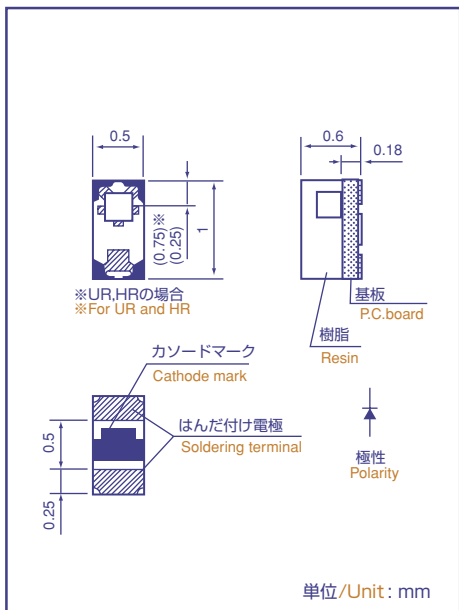 0.5
0.6
0.18
(0.75)※
(0.25)
1
※UR,HRの場合
※For UR and HR
基板
P.C.board
樹脂
Resin
カソードマーク
Cathode mark
はんだ付け電極
Soldering terminal
0.5
0.25
極性
Polarity
単位/Unit : mm